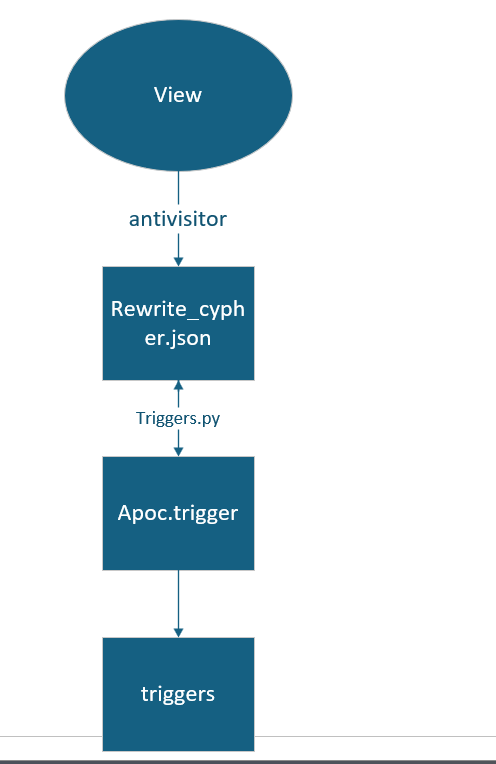 View
antivisitor
Rewrite_cyph
er.json
Triggers.py
Apoc.trigger
triggers